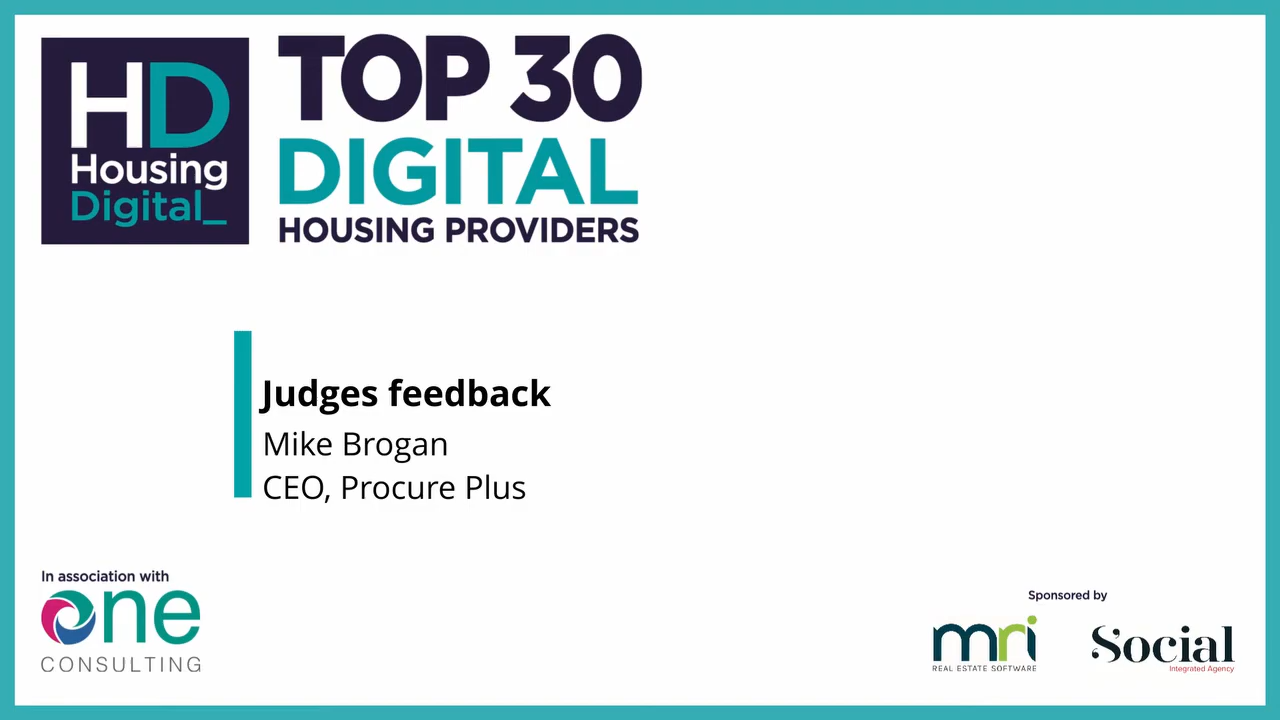 HD
Housing
Digital_
TOP 30
DIGITAL
HOUSING PROVIDERS
Judges feedback
Mike Brogan
CEO, Procure Plus
In association with
one
CONSULTING
Sponsored by
mri
REAL ESTATE SOFTWARE
Social
Integrated Agency